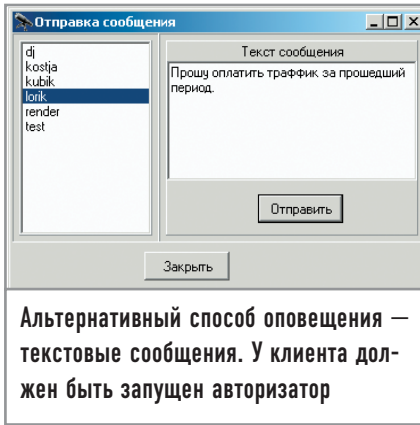 Отправка сообщения
dj
kostja
kubik
lorik
render
test
Текст сообщения
Прошу оплатить траффик за прошедший
период.
Отправить
Закрыть
Альтернативный способ оповещения —
текстовые сообщения. У клиента дол-
жен быть запущен авторизатор